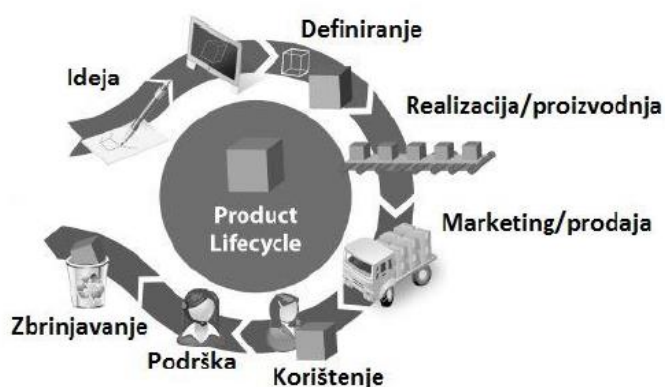 Ideja
Definiranje
Realizacija/proizvodnja
Marketing/prodaja
Korištenje
Podrška
Zbrinjavanje
Product
Lifecycle